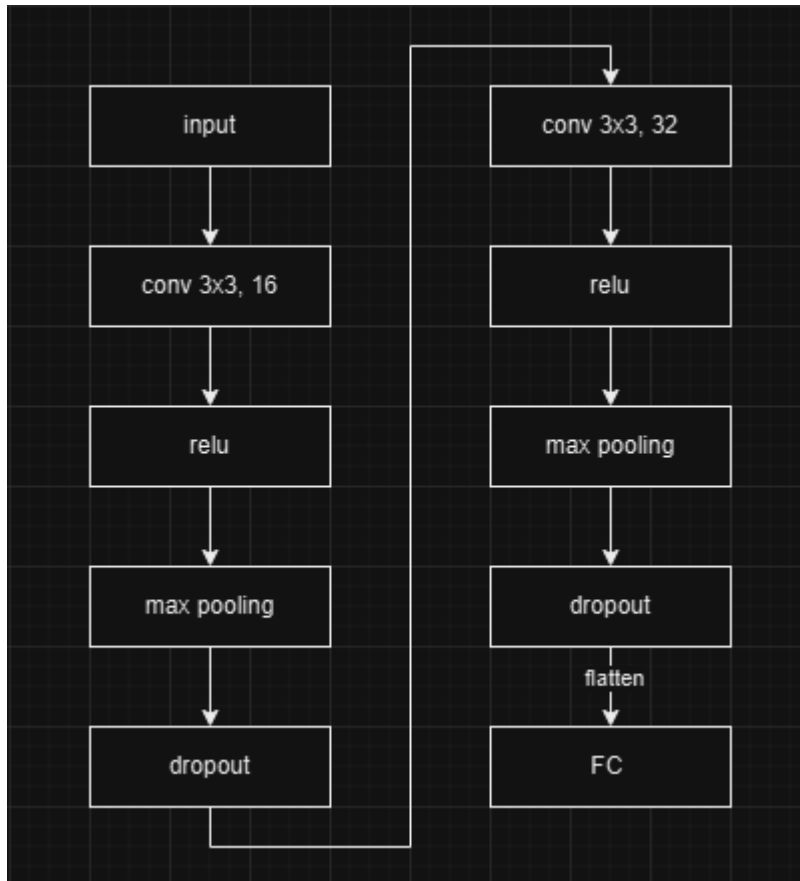 input
conv 3x3, 16
relu
max pooling
dropout
conv 3x3, 32
relu
max pooling
dropout
flatten
FC